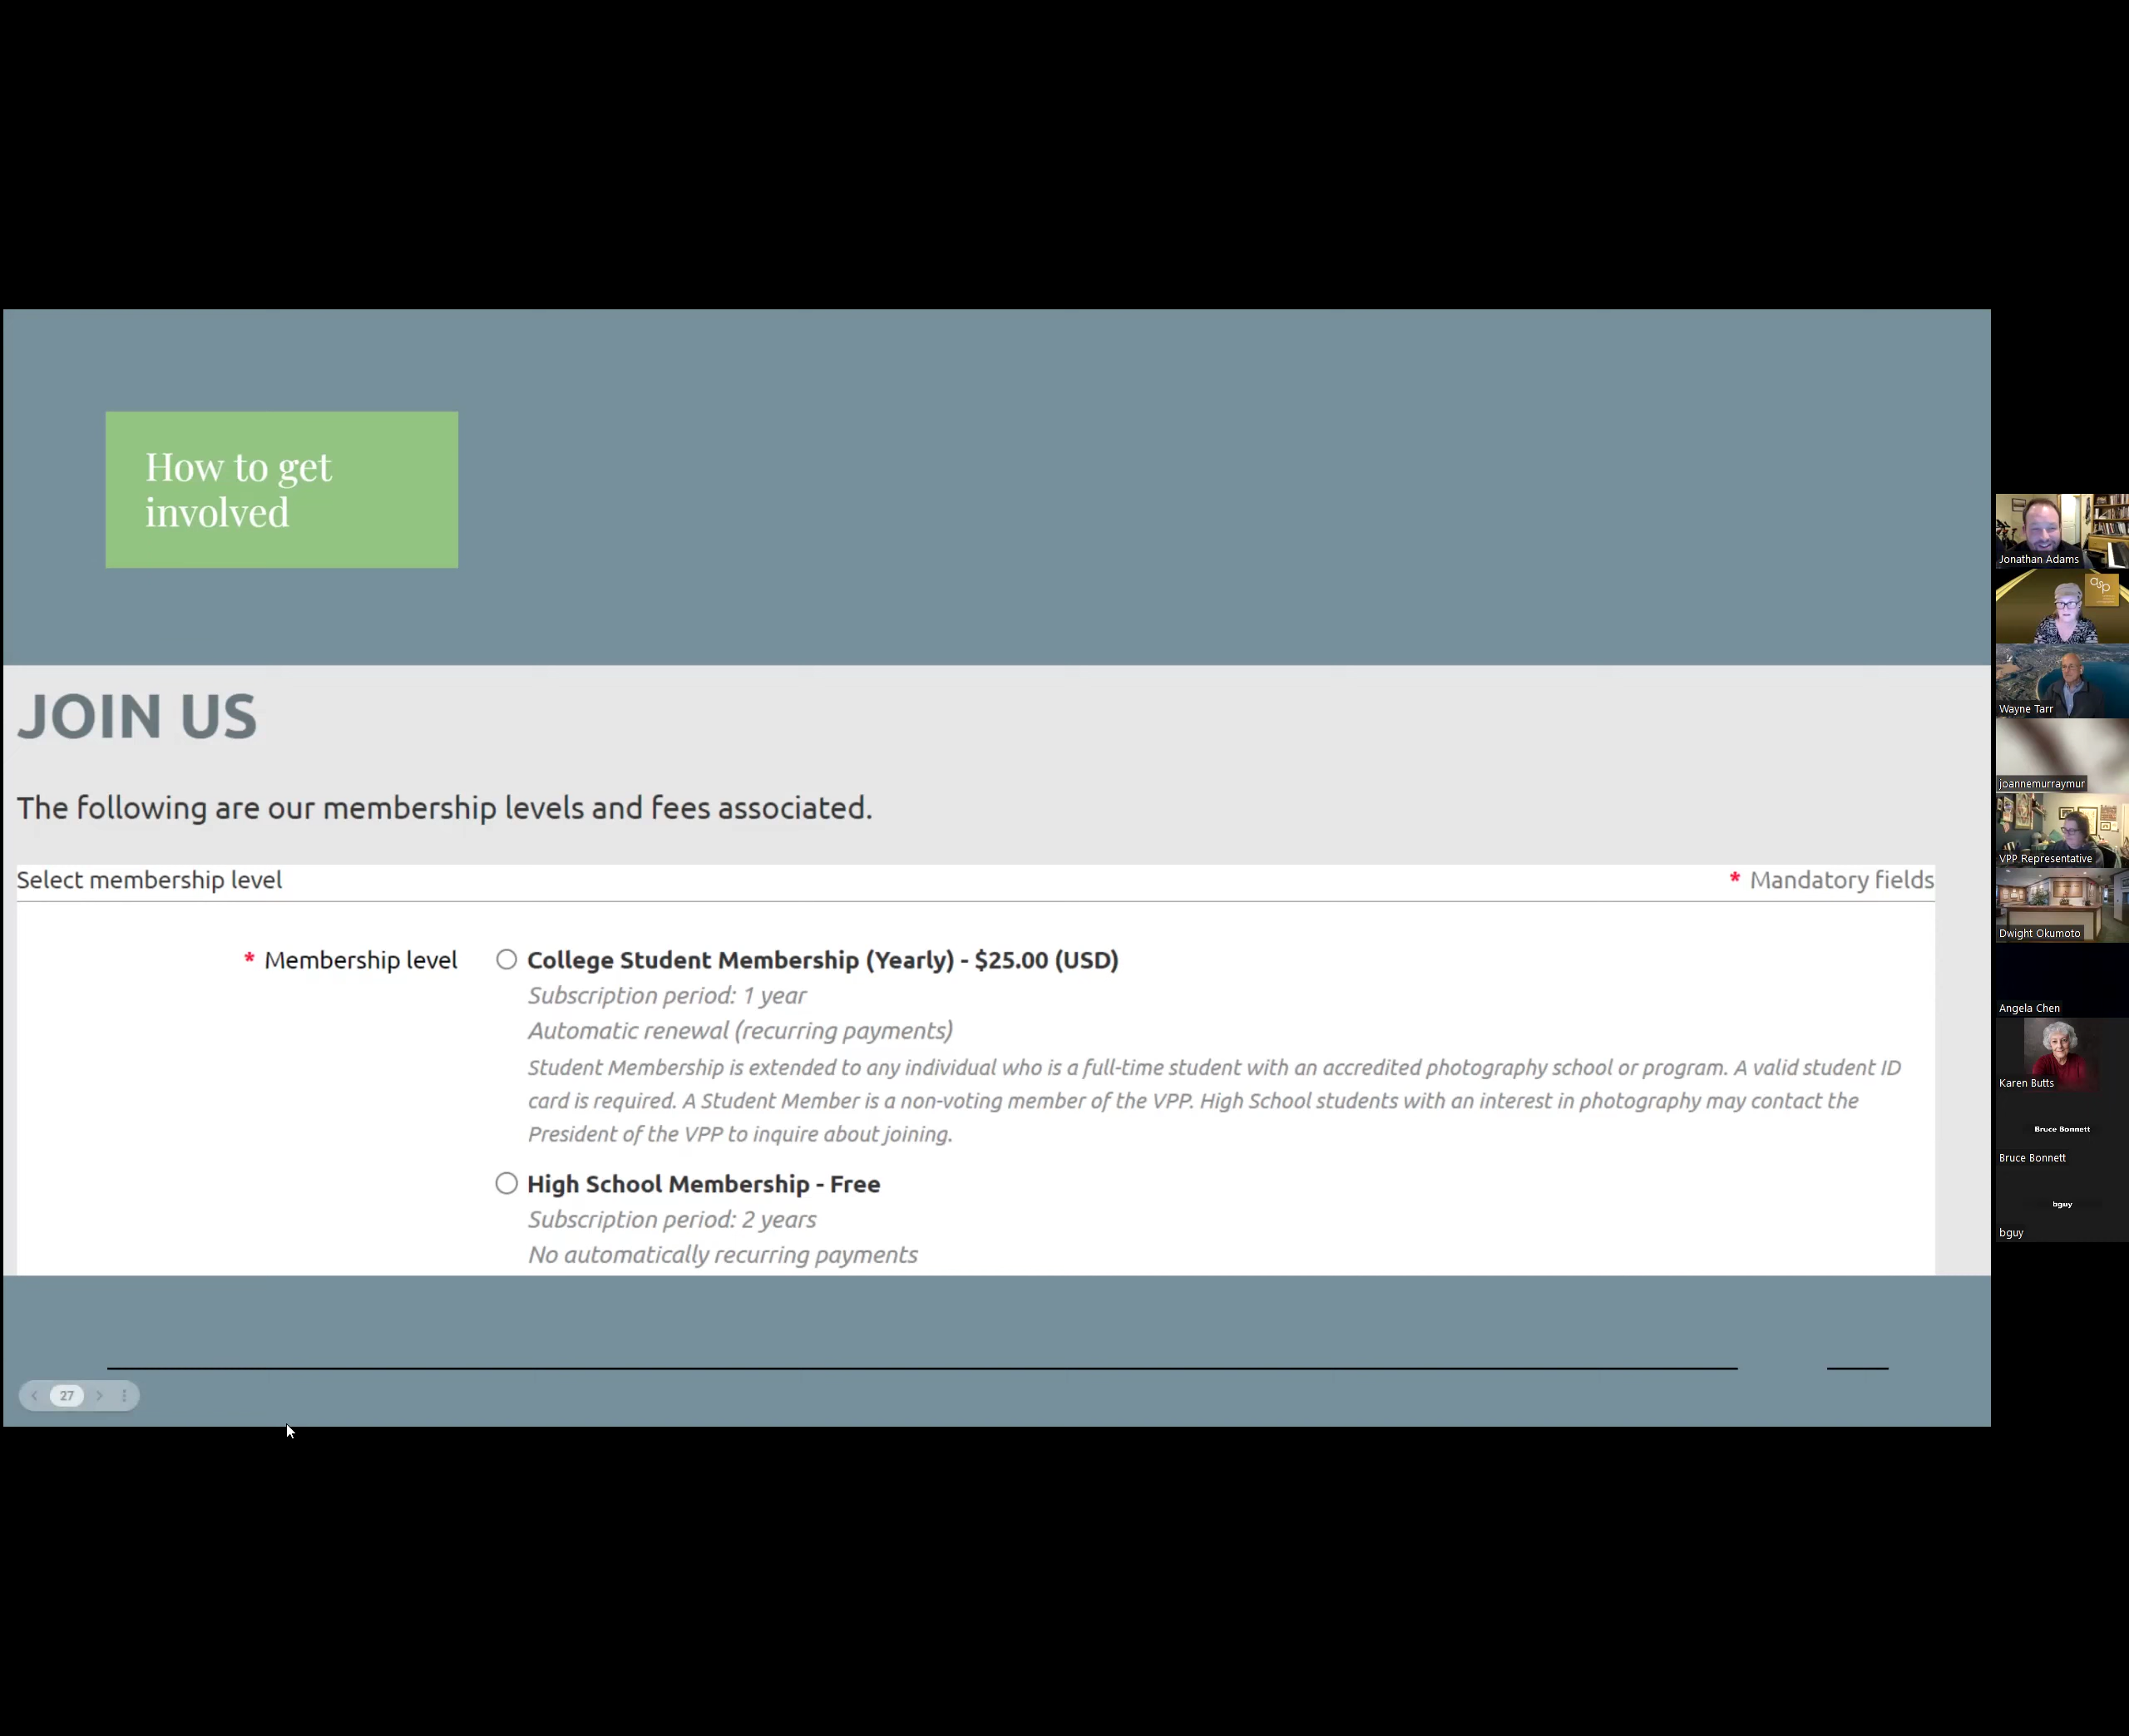 How to get
involved
JOIN US
The following are our membership levels and fees associated.
Select membership level
* Mandatory fields
* Membership level
College Student Membership (Yearly) - $25.00 (USD)
Subscription period: 1 year
Automatic renewal (recurring payments)
Student Membership is extended to any individual who is a full-time student with an accredited photography school or program. A valid student ID
card is required. A Student Member is a non-voting member of the VPP. High School students with an interest in photography may contact the
President of the VPP to inquire about joining.
High School Membership - Free
Subscription period: 2 years
No automatically recurring payments
27
Jonathan Adams
asp
Wayne Tarr
joannemurraymur
VPP Representative
Dwight Okumoto
Angela Chen
Karen Butts
Bruce Bonnett
Bruce Bonnett
bguy
bguy